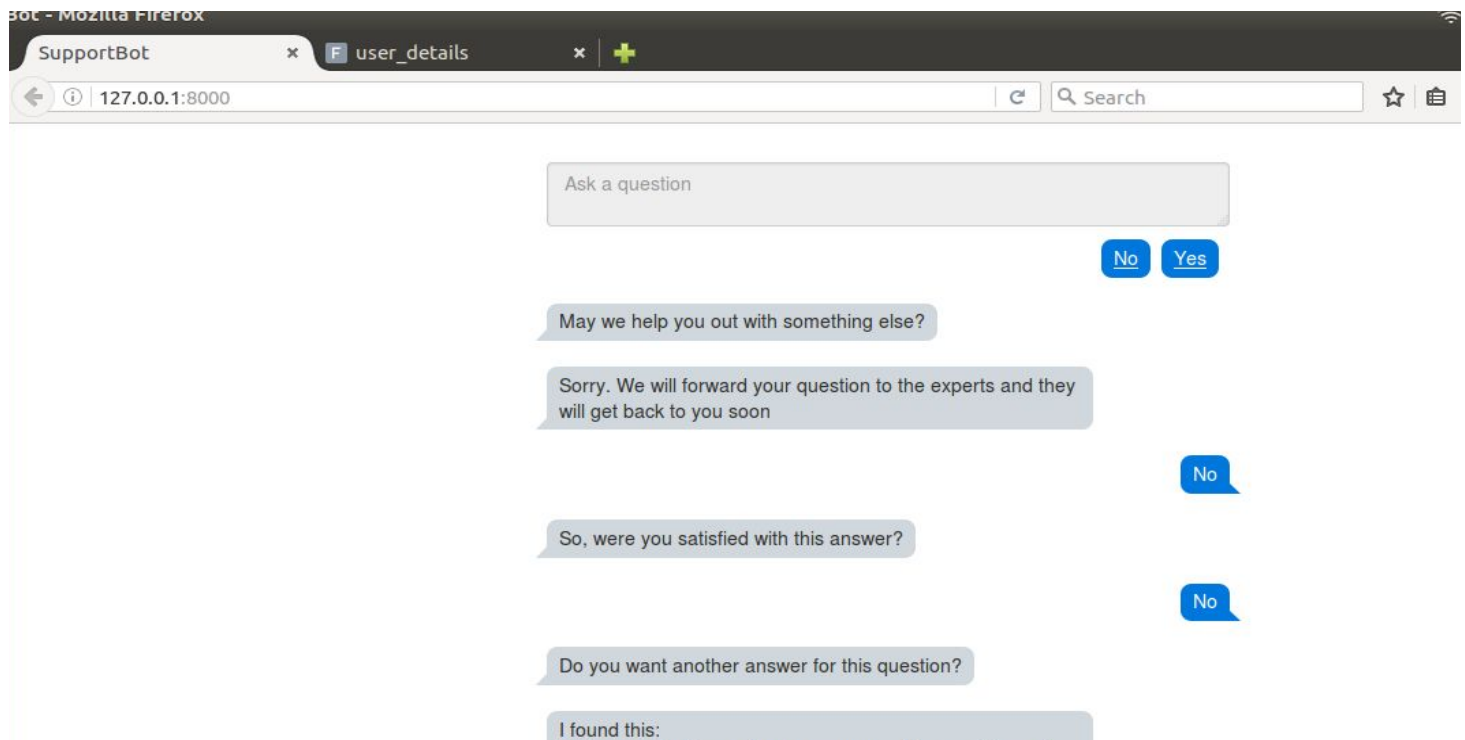 Bot - Mozilla Firefox
SupportBot
F user_details
127.0.0.1:8000
Search
Ask a question
No Yes
May we help you out with something else?
Sorry. We will forward your question to the experts and they
will get back to you soon
No
So, were you satisfied with this answer?
No
Do you want another answer for this question?
I found this: